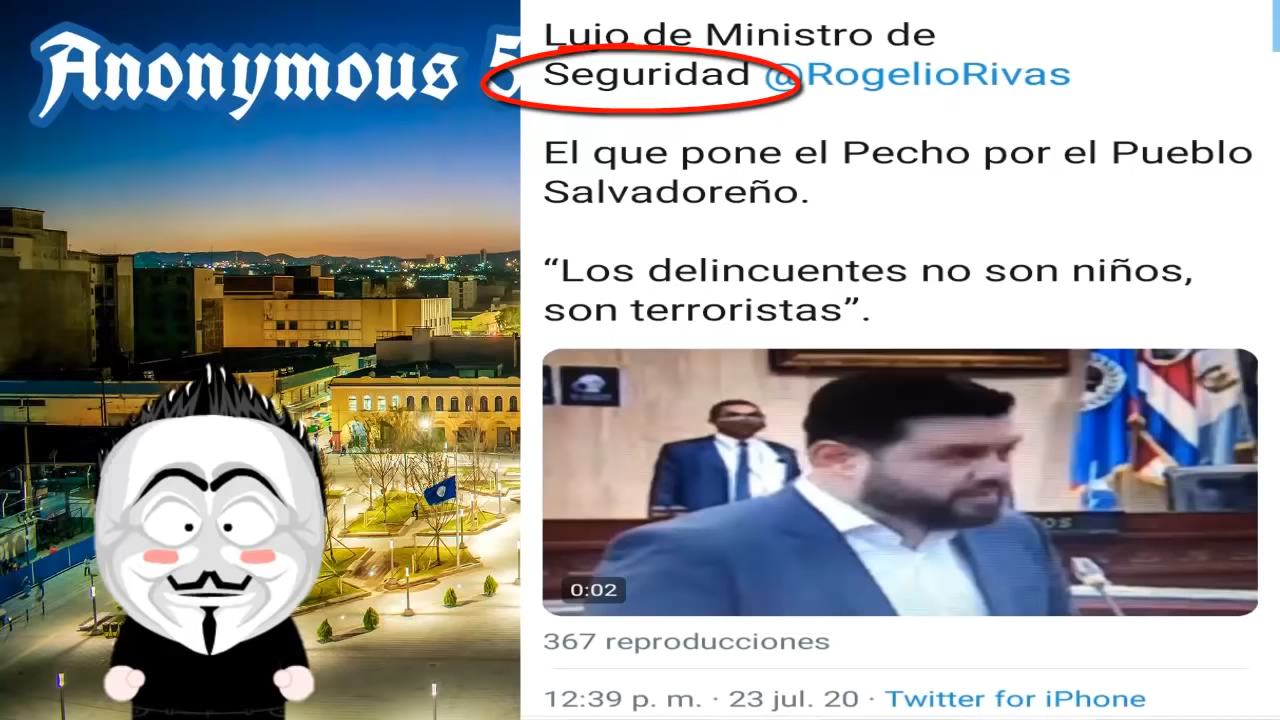 Anonymous 5
Lujo de Ministro de
Seguridad @RogelioRivas
El que pone el Pecho por el Pueblo
Salvadoreño.
“Los delincuentes no son niños,
son terroristas”.
0:02
367 reproducciones
12:39 p. m. · 23 jul. 20 · Twitter for iPhone